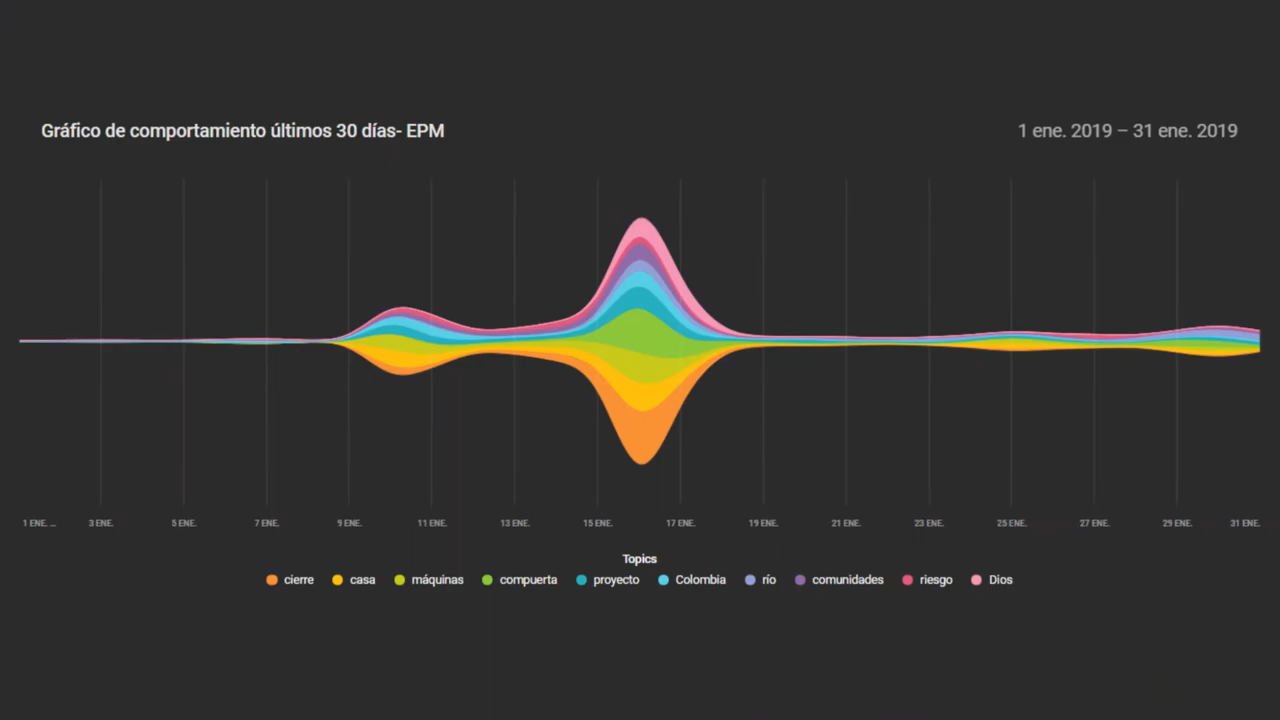 Gráfico de comportamiento últimos 30 días- EPM
1 ene. 2019 – 31 ene. 2019
1 ENE. ... 3 ENE. 5 ENE. 7 ENE. 9 ENE. 11 ENE. 13 ENE. 15 ENE. 17 ENE. 19 ENE. 21 ENE. 23 ENE. 25 ENE. 27 ENE. 29 ENE. 31 ENE.
Topics
cierre casa máquinas compuerta proyecto Colombia río comunidades riesgo Dios